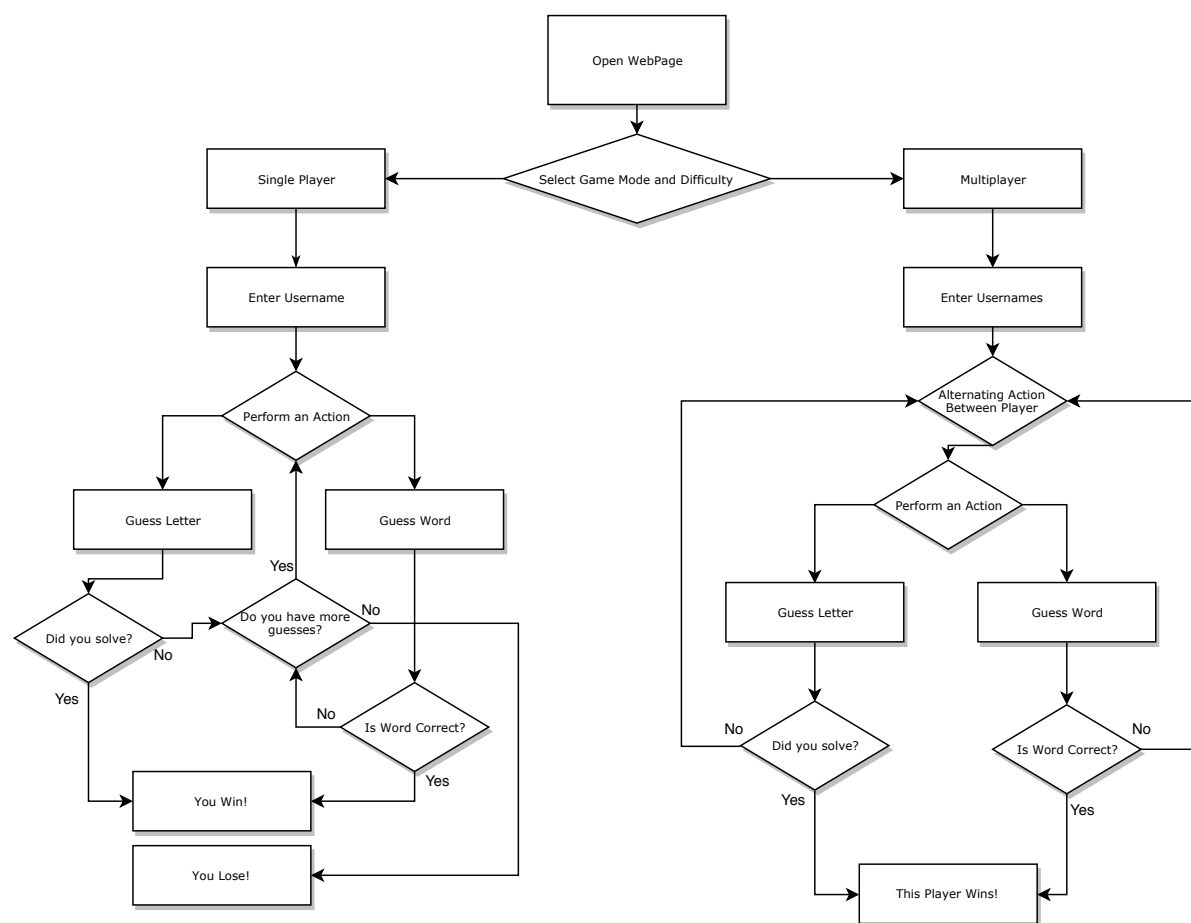 Open WebPage
Single Player
Select Game Mode and Difficulty
Multiplayer
Enter Username
Enter Usernames
Perform an Action
Alternating Action
Between Player
Guess Letter
Guess Word
Perform an Action
Yes
Did you solve?
No
Do you have more
guesses?
No
Guess Letter
Guess Word
Yes
No
Is Word Correct?
Yes
No
Did you solve?
Yes
Is Word Correct?
No
Yes
You Win!
You Lose!
This Player Wins!